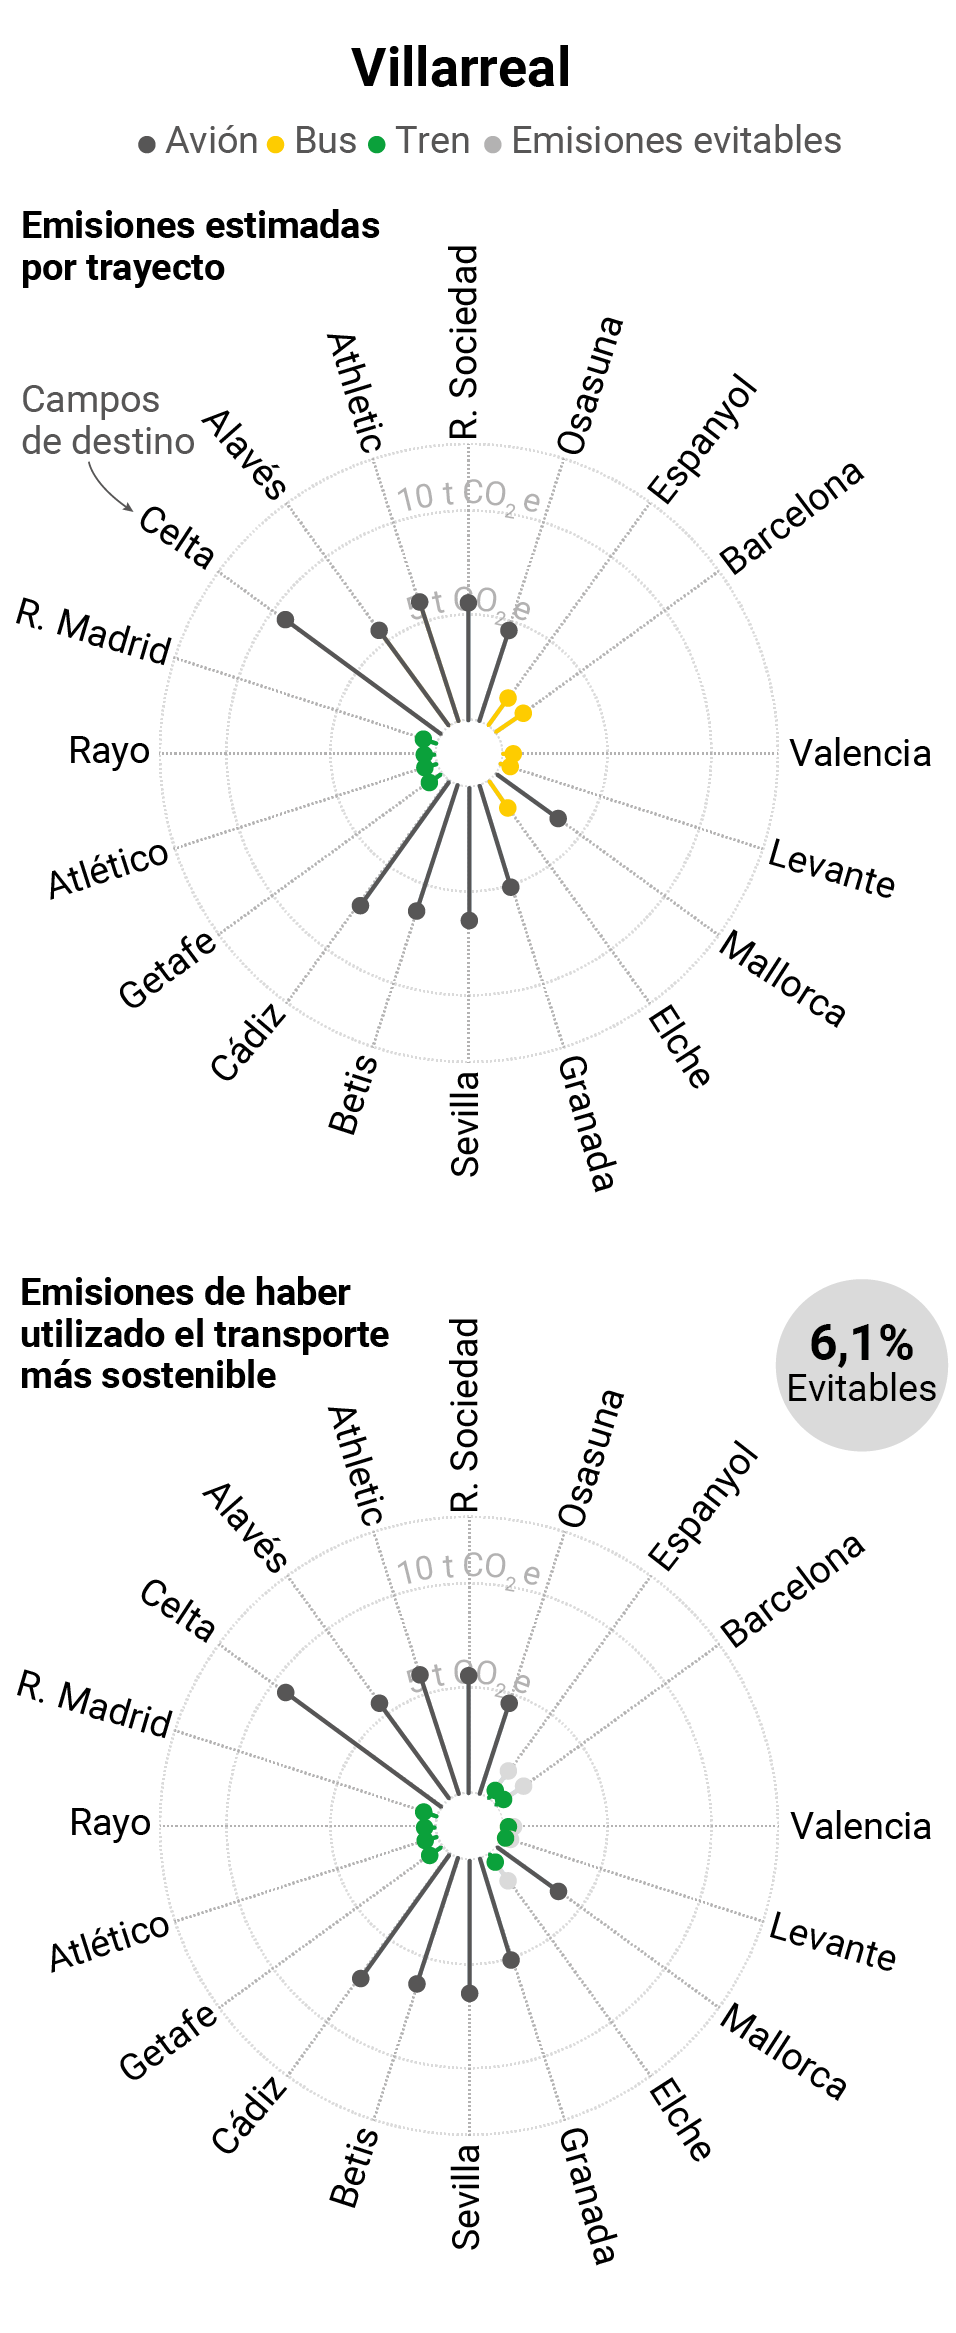 Villarreal
Avión Bus Tren Emisiones evitables
Emisiones estimadas
por trayecto
Campos
de destino
R. Sociedad
Osasuna
Espanyol
Barcelona
Valencia
Levante
Mallorca
Elche
Granada
Sevilla
Betis
Cádiz
Getafe
Atlético
Rayo
R. Madrid
Celta
Alavés
Athletic
10 t CO2 e
5 t CO2 e
Emisiones de haber
utilizado el transporte
más sostenible
6,1%
Evitables
R. Sociedad
Osasuna
Espanyol
Barcelona
Valencia
Levante
Mallorca
Elche
Granada
Sevilla
Betis
Cádiz
Getafe
Atlético
Rayo
R. Madrid
Celta
Alavés
Athletic
10 t CO2 e
5 t CO2 e